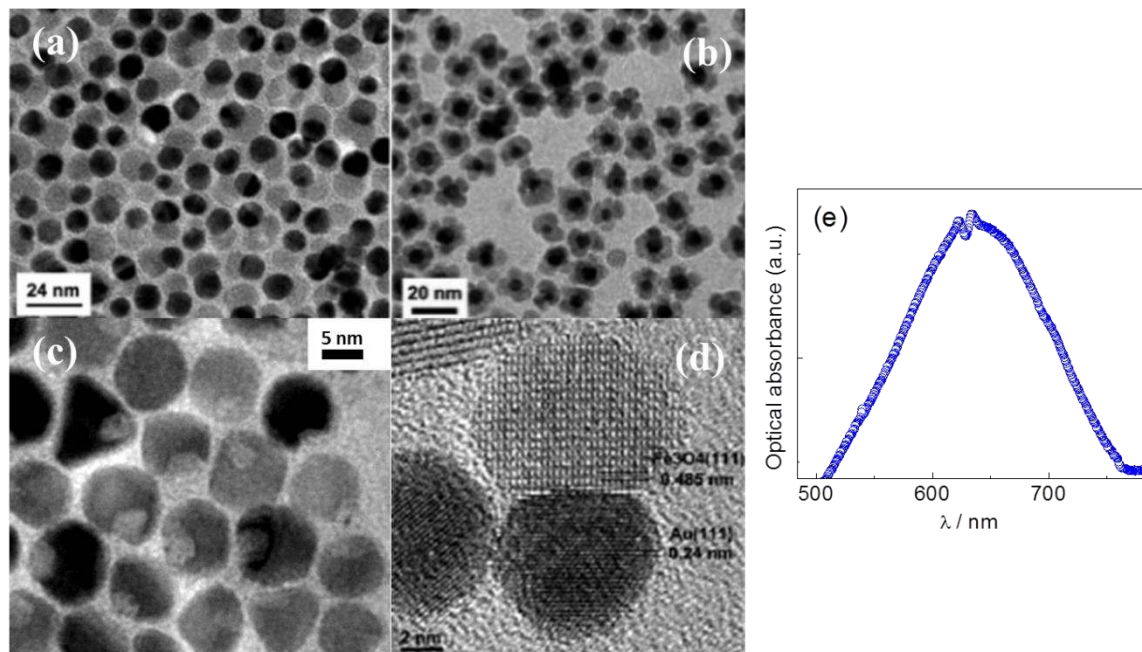 (a)
24 nm
(b)
20 nm
(c)
5 nm
(d)
Fe3O4(111)
0.485 nm
Au(111)
0.24 nm
2 nm
(e)
Optical absorbance (a.u.)
500
600
700
λ / nm